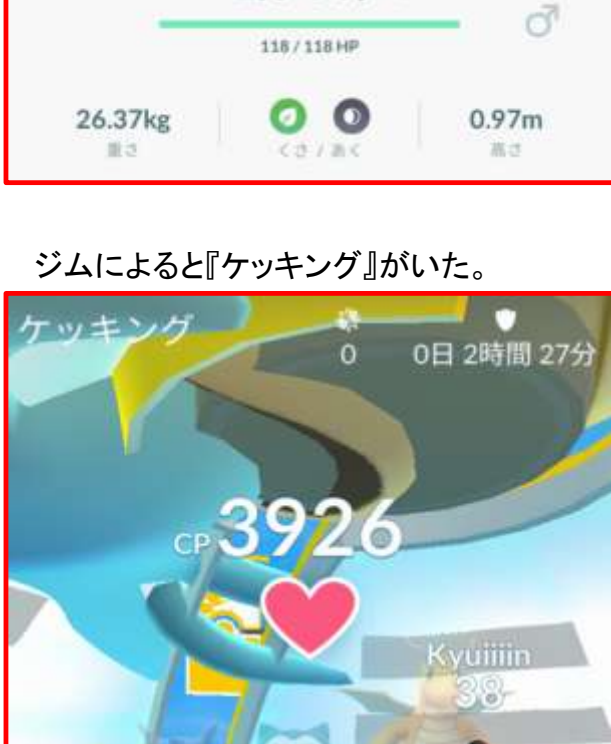 118 / 118 HP
26.37kg
0.97m
重さ
くさ / あく
高さ
ジムによると『ケッキング』がいた。
ケッキング
0
0日 2時間 27分
CP3926
Kyuiiiin
38